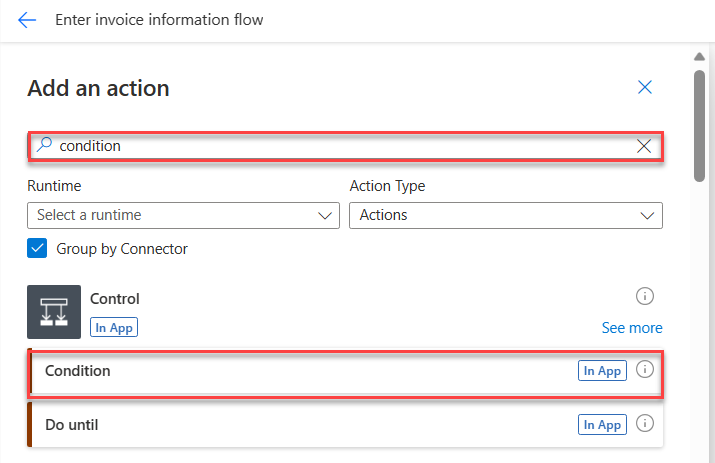 Enter invoice information flow
Add an action
condition
Runtime Action Type
Select a runtime Actions
Group by Connector
Control
In App
See more
Condition In App
Do until In App